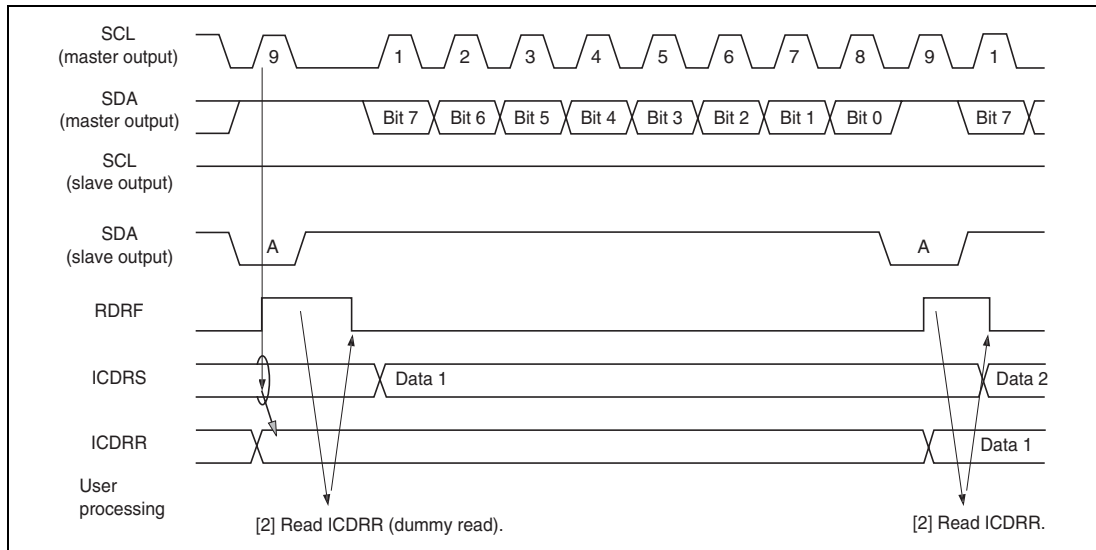 SCL
(master output)
9 1 2 3 4 5 6 7 8 9 1
SDA
(master output)
Bit 7 Bit 6 Bit 5 Bit 4 Bit 3 Bit 2 Bit 1 Bit 0 Bit 7
SCL
(slave output)
SDA
(slave output)
A A
RDRF
ICDRS
Data 1 Data 2
ICDRR
Data 1
User
processing
[2] Read ICDRR (dummy read). [2] Read ICDRR.